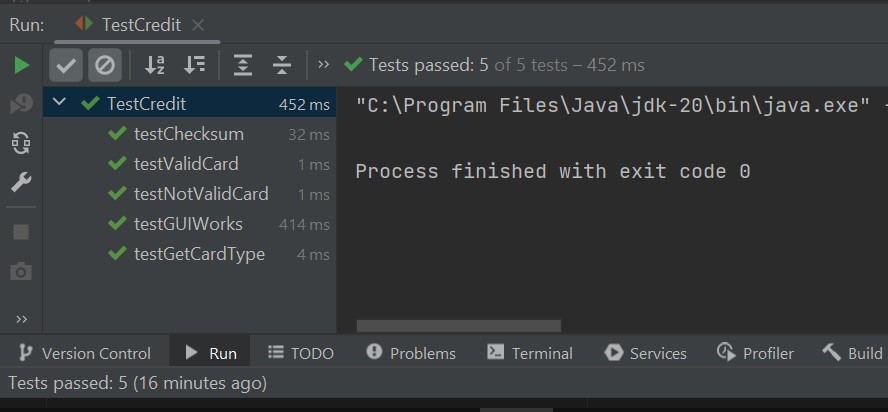 Run: TestCredit
Tests passed: 5 of 5 tests – 452 ms
TestCredit 452 ms
testChecksum 32 ms
testValidCard 1 ms
testNotValidCard 1 ms
testGUIWorks 414 ms
testGetCardType 4 ms
"C:\Program Files\Java\jdk-20\bin\java.exe"
Process finished with exit code 0
Version Control Run TODO Problems Terminal Services Profiler Build
Tests passed: 5 (16 minutes ago)